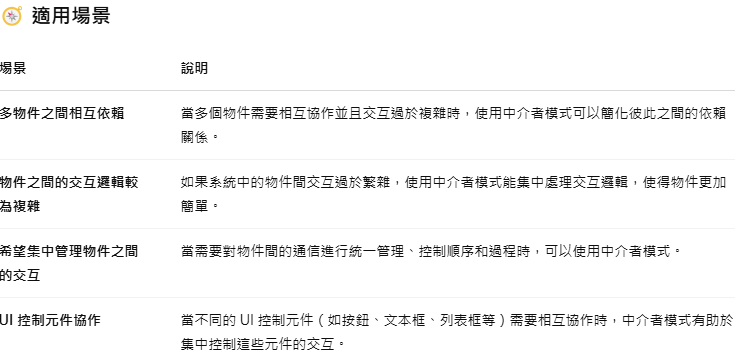 適用場景
場景 說明
多物件之間相互依賴 當多個物件需要相互協作並且交互過於複雜時，使用中介者模式可以簡化彼此之間的依賴
關係。
物件之間的交互邏輯較 如果系統中的物件間交互過於繁雜，使用中介者模式能集中處理交互邏輯，使得物件更加
為複雜 簡單。
希望集中管理物件之間 當需要對物件間的通信進行統一管理、控制順序和過程時，可以使用中介者模式。
的交互
UI 控制元件協作 當不同的 UI 控制元件（如按鈕、文本框、列表框等）需要相互協作時，中介者模式有助於
集中控制這些元件的交互。